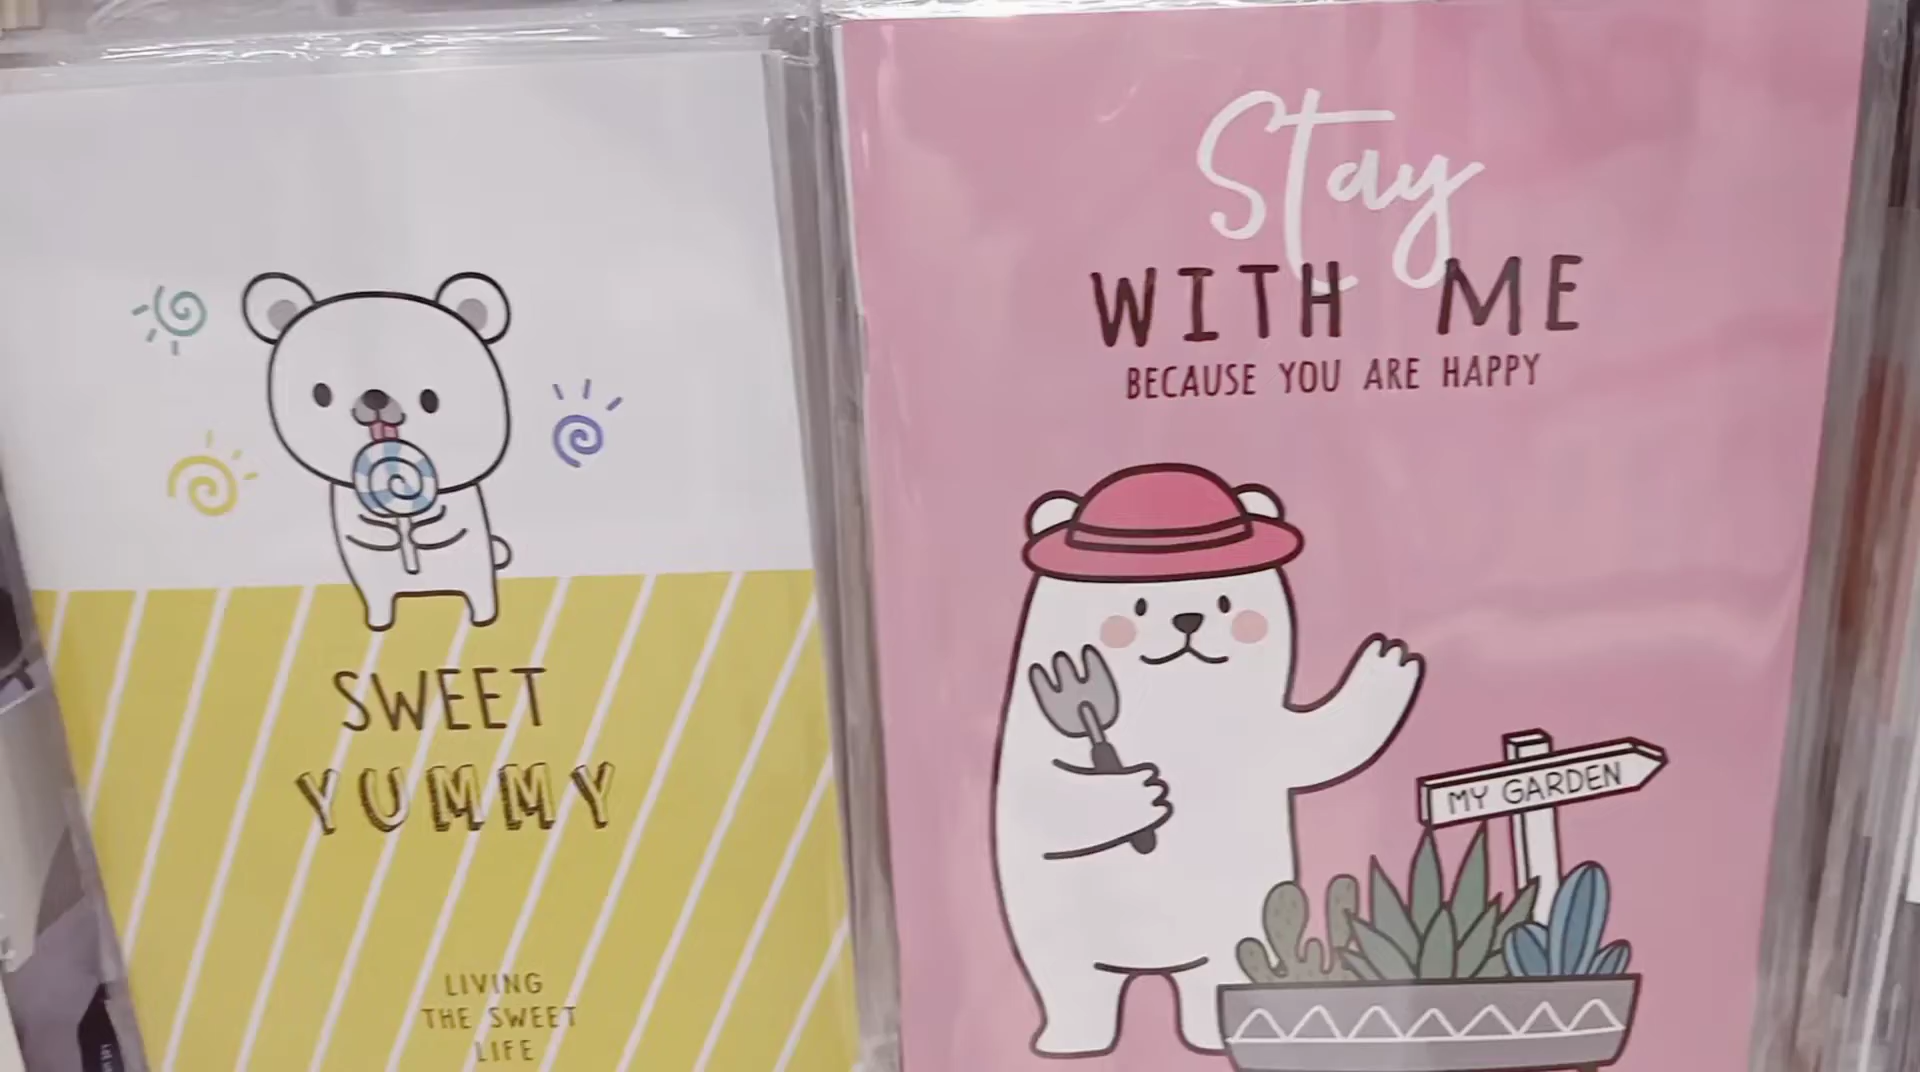 SWEET
YUMMY
LIVING
THE SWEET
LIFE
Stay
WITH ME
BECAUSE YOU ARE HAPPY
MY GARDEN